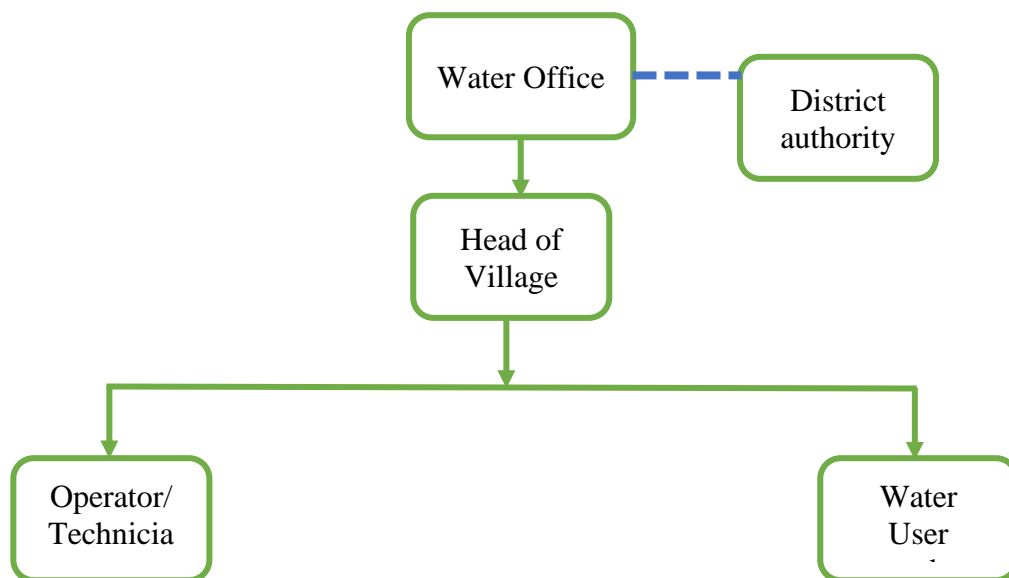 Water Office
District
authority
Head of
Village
Operator/
Technicia
Water
User